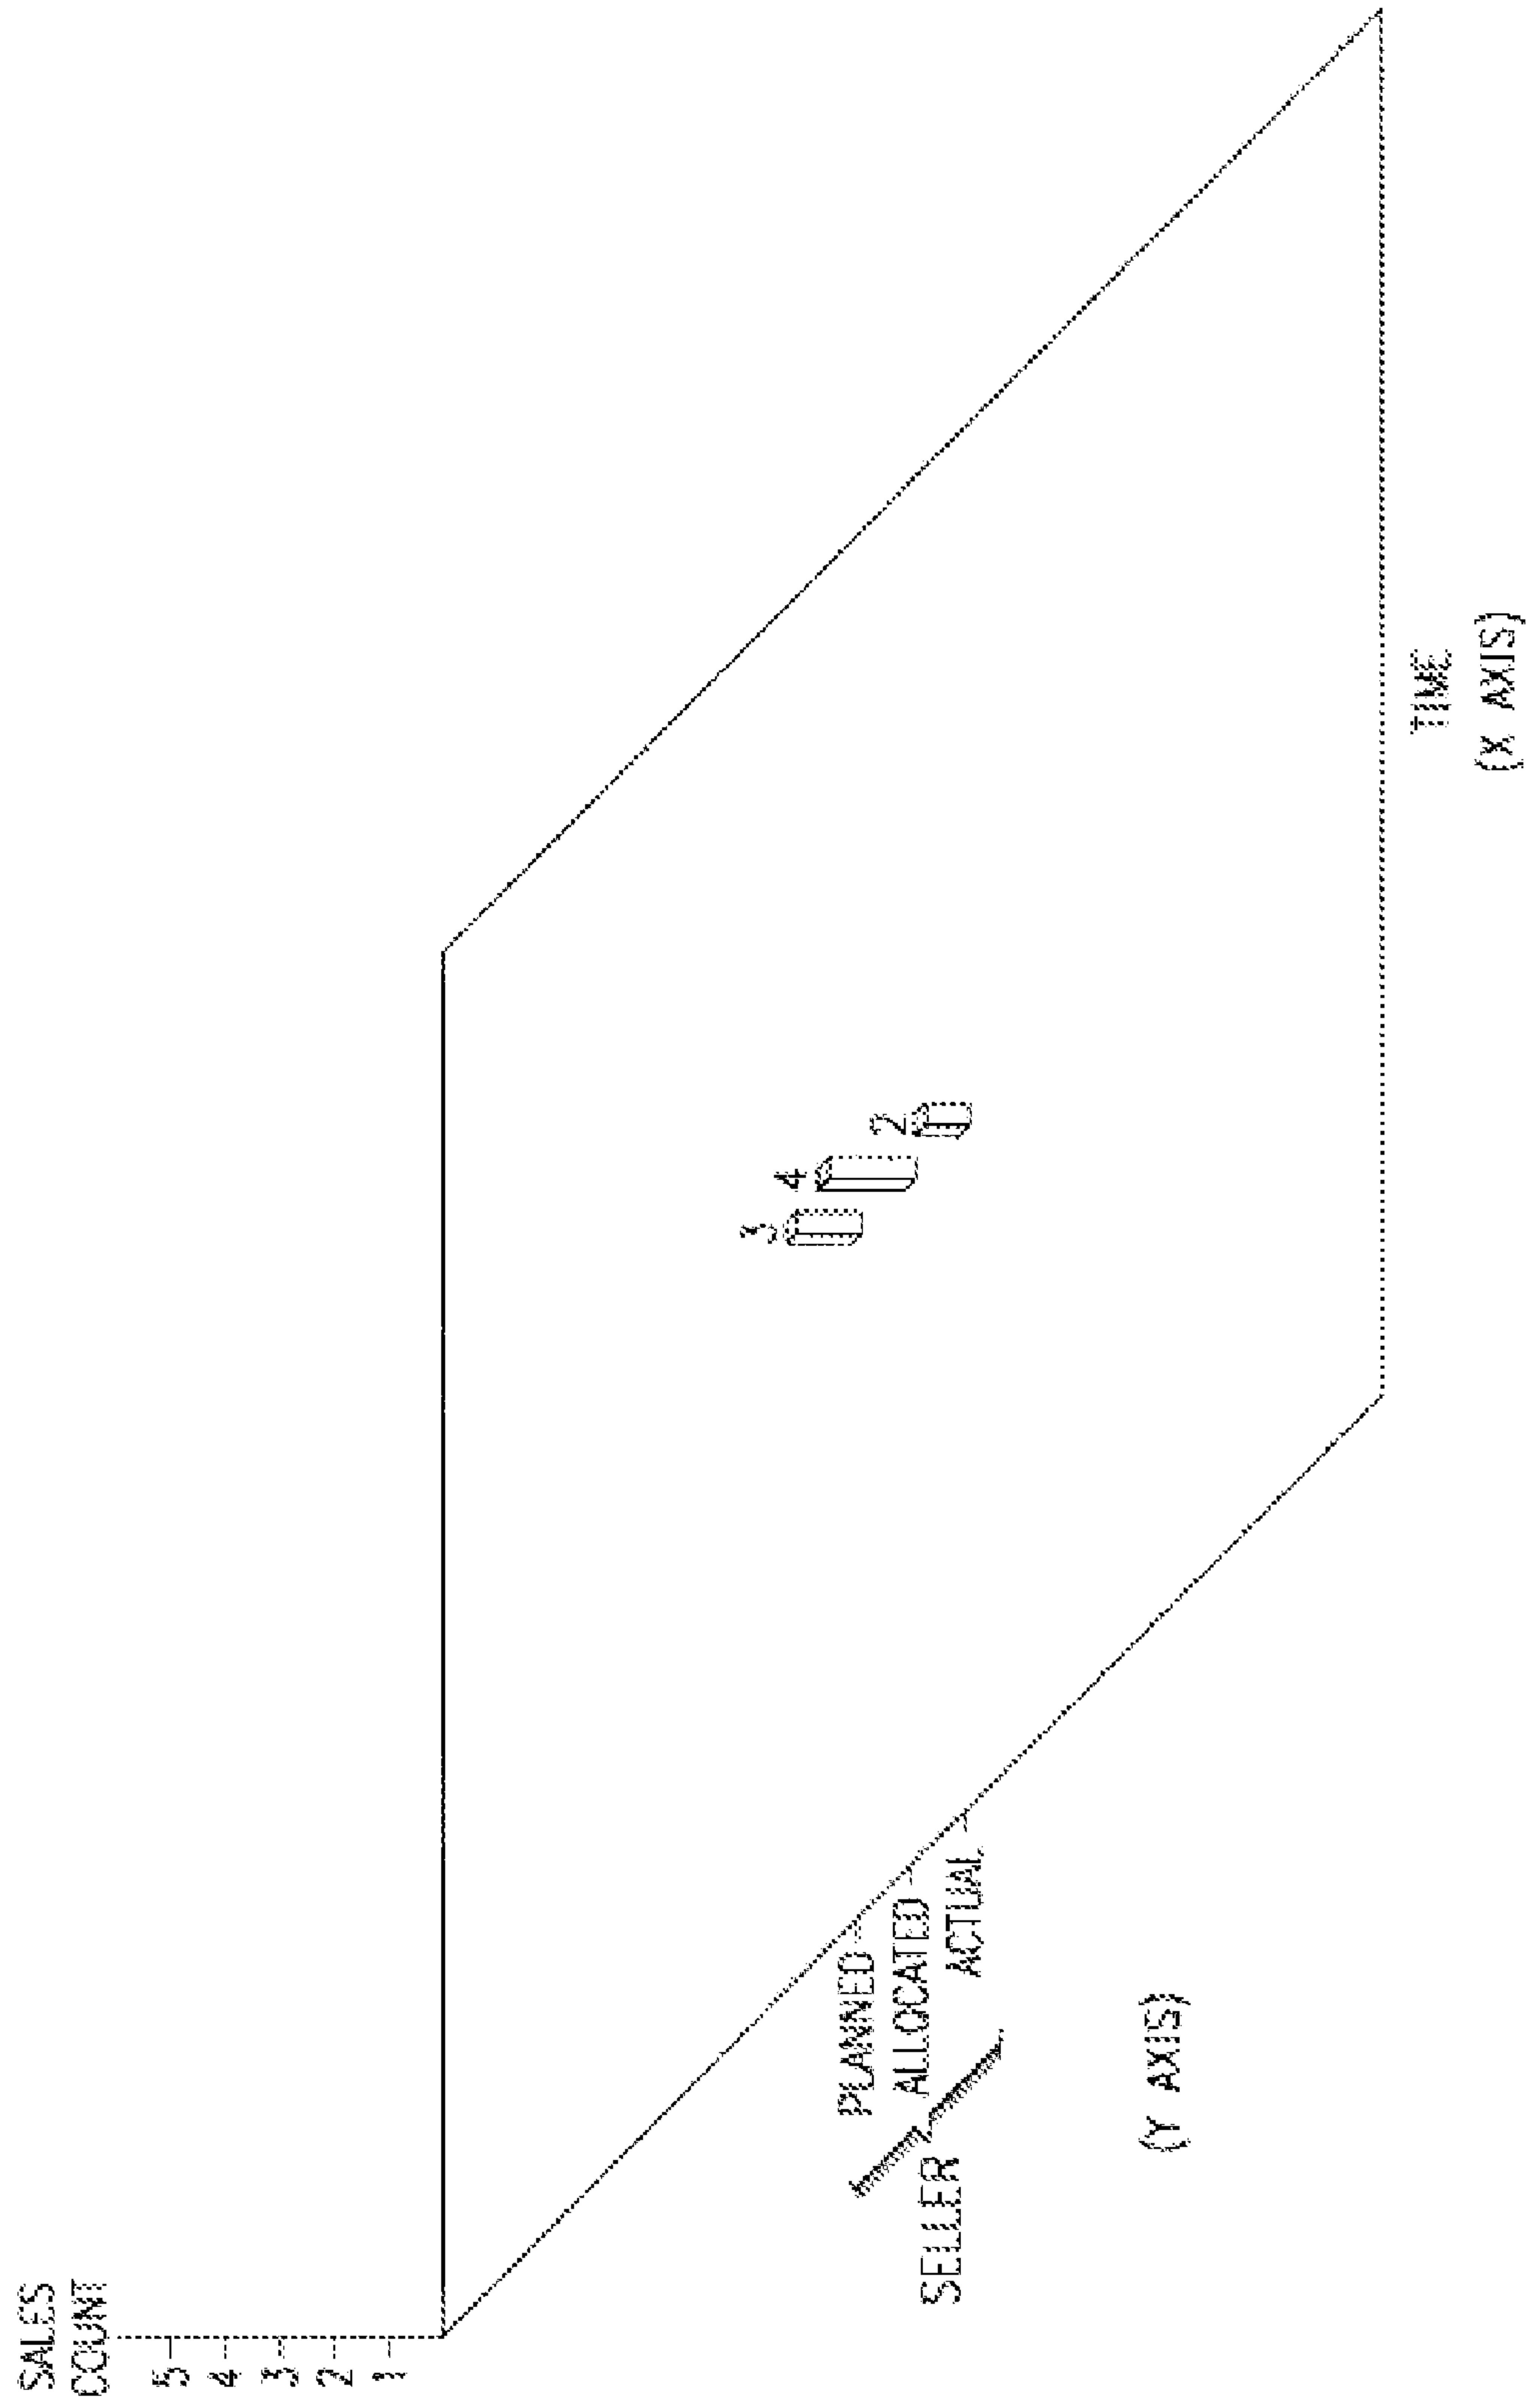 SALES
COUNT
5
4
3
2
1
3
4
2
PLANNED
ALLOCATED
ACTUAL
SELLER
(Y AXIS)
TIME
(X AXIS)